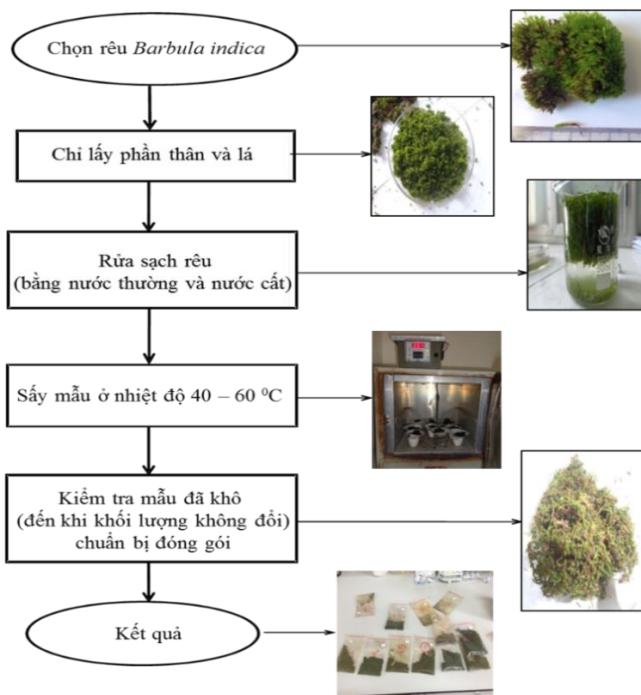 Chọn rêu Barbula indica
Chỉ lấy phần thân và lá
Rửa sạch rêu
(bằng nước thường và nước cất)
Sấy mẫu ở nhiệt độ 40 – 60 ⁰C
Kiểm tra mẫu đã khô
(đến khi khối lượng không đổi)
chuẩn bị đóng gói
Kết quả